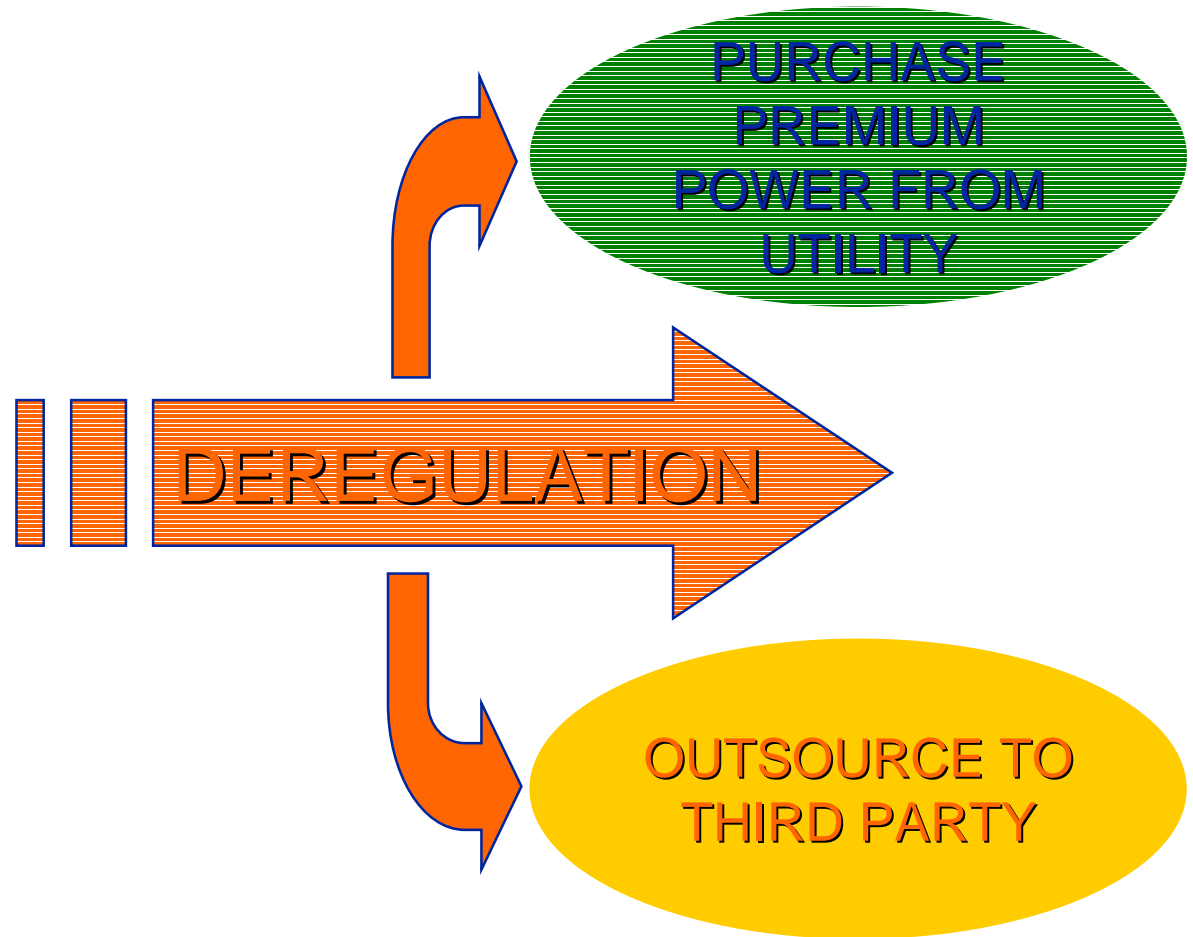 PURCHASE
PREMIUM
POWER FROM
UTILITY
DEREGULATION
OUTSOURCE TO
THIRD PARTY